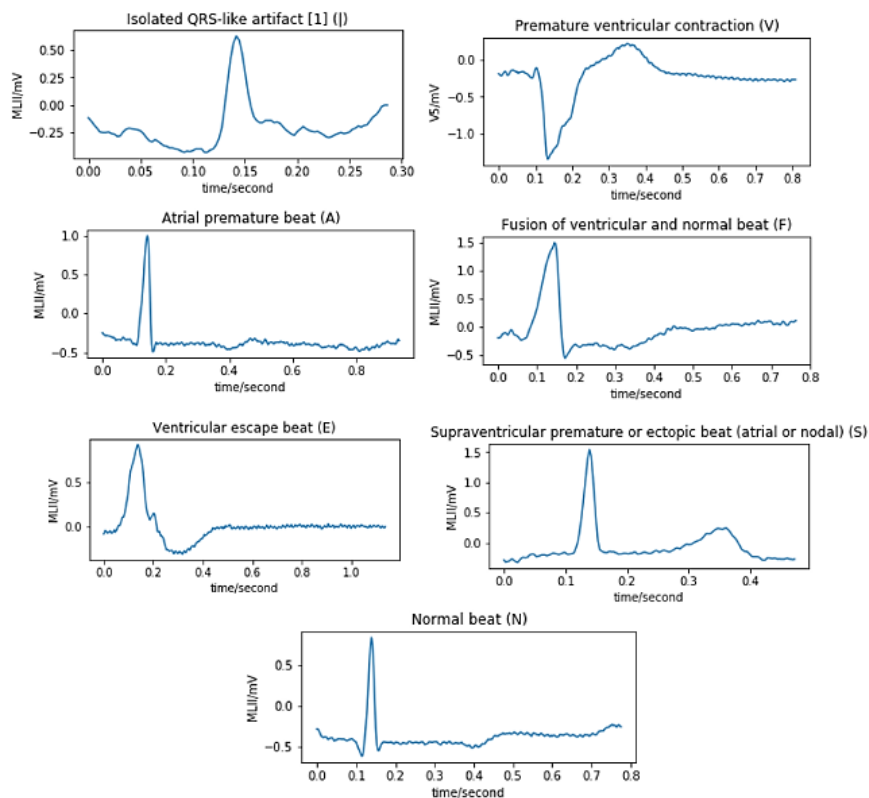 Isolated QRS-like artifact [1] (|)
MLII/mV
0.50
0.25
0.00
−0.25
0.00 0.05 0.10 0.15 0.20 0.25 0.30
time/second
Premature ventricular contraction (V)
V5/mV
0.0
−0.5
−1.0
0.0 0.1 0.2 0.3 0.4 0.5 0.6 0.7 0.8
time/second
Atrial premature beat (A)
MLII/mV
1.0
0.5
0.0
−0.5
0.0 0.2 0.4 0.6 0.8
time/second
Fusion of ventricular and normal beat (F)
MLII/mV
1.5
1.0
0.5
0.0
−0.5
0.0 0.1 0.2 0.3 0.4 0.5 0.6 0.7 0.8
time/second
Ventricular escape beat (E)
MLII/mV
0.5
0.0
0.0 0.2 0.4 0.6 0.8 1.0
time/second
Supraventricular premature or ectopic beat (atrial or nodal) (S)
MLII/mV
1.5
1.0
0.5
0.0
0.0 0.1 0.2 0.3 0.4
time/second
Normal beat (N)
MLII/mV
0.5
0.0
−0.5
0.0 0.1 0.2 0.3 0.4 0.5 0.6 0.7 0.8
time/second